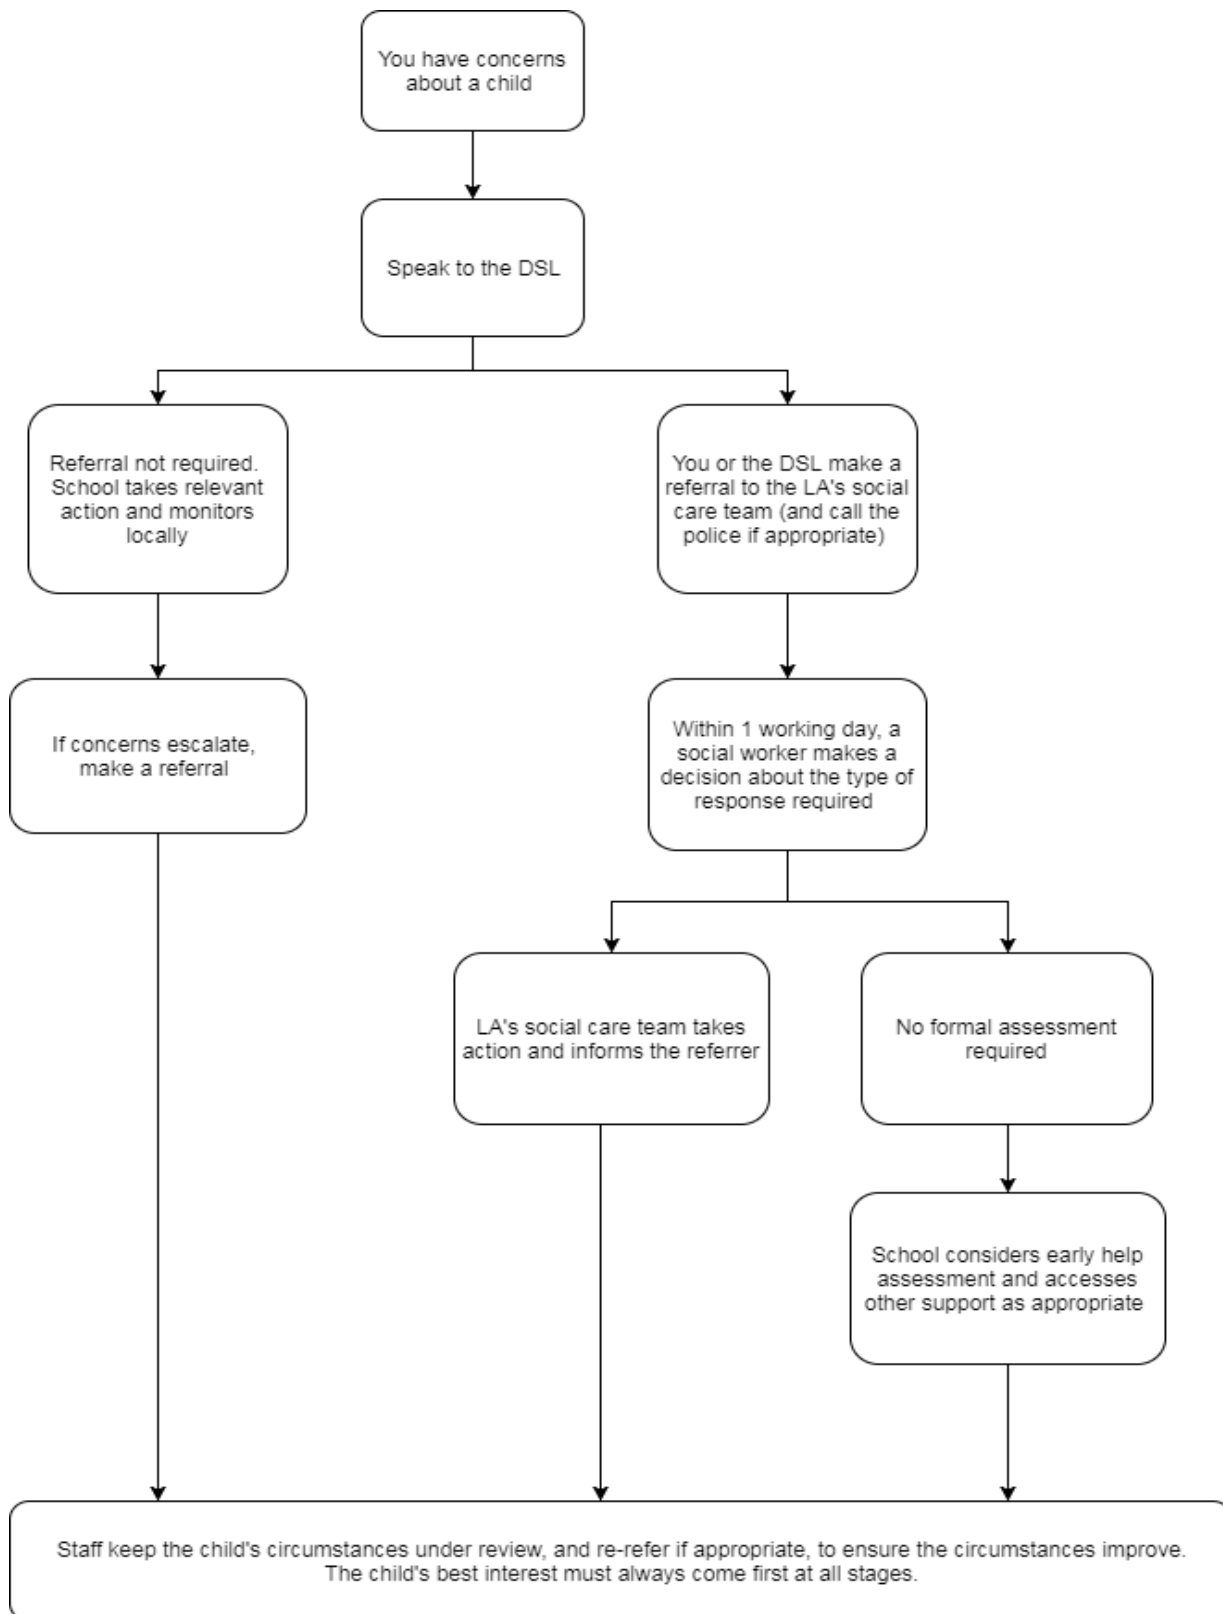 You have concerns
about a child
Speak to the DSL
Referral not required.
School takes relevant
action and monitors
locally
You or the DSL make a
referral to the LA's social
care team (and call the
police if appropriate)
If concerns escalate,
make a referral
Within 1 working day, a
social worker makes a
decision about the type of
response required
LA's social care team takes
action and informs the referrer
No formal assessment
required
School considers early help
assessment and accesses
other support as appropriate
Staff keep the child's circumstances under review, and re-refer if appropriate, to ensure the circumstances improve.
The child's best interest must always come first at all stages.